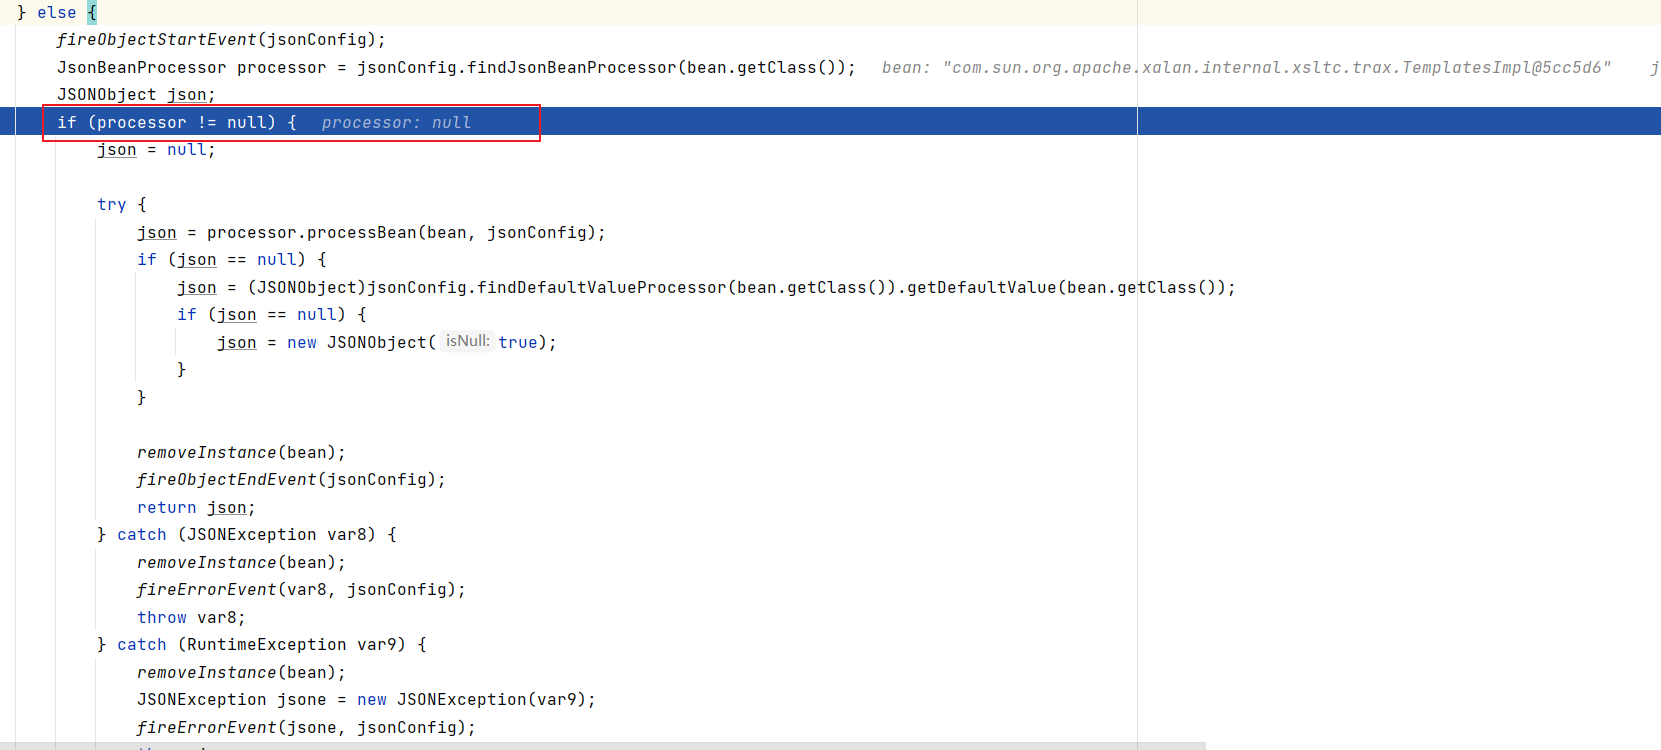 } else {
fireObjectStartEvent(jsonConfig);
JsonBeanProcessor processor = jsonConfig.findJsonBeanProcessor(bean.getClass()); bean: "com.sun.org.apache.xalan.internal.xsltc.trax.TemplatesImpl@5cc5d6" j
JSONObject json;
if (processor != null) { processor: null
json = null;
try {
json = processor.processBean(bean, jsonConfig);
if (json == null) {
json = (JSONObject)jsonConfig.findDefaultValueProcessor(bean.getClass()).getDefaultValue(bean.getClass());
if (json == null) {
json = new JSONObject( isNull: true);
}
}
removeInstance(bean);
fireObjectEndEvent(jsonConfig);
return json;
} catch (JSONException var8) {
removeInstance(bean);
fireErrorEvent(var8, jsonConfig);
throw var8;
} catch (RuntimeException var9) {
removeInstance(bean);
JSONException jsone = new JSONException(var9);
fireErrorEvent(jsone, jsonConfig);